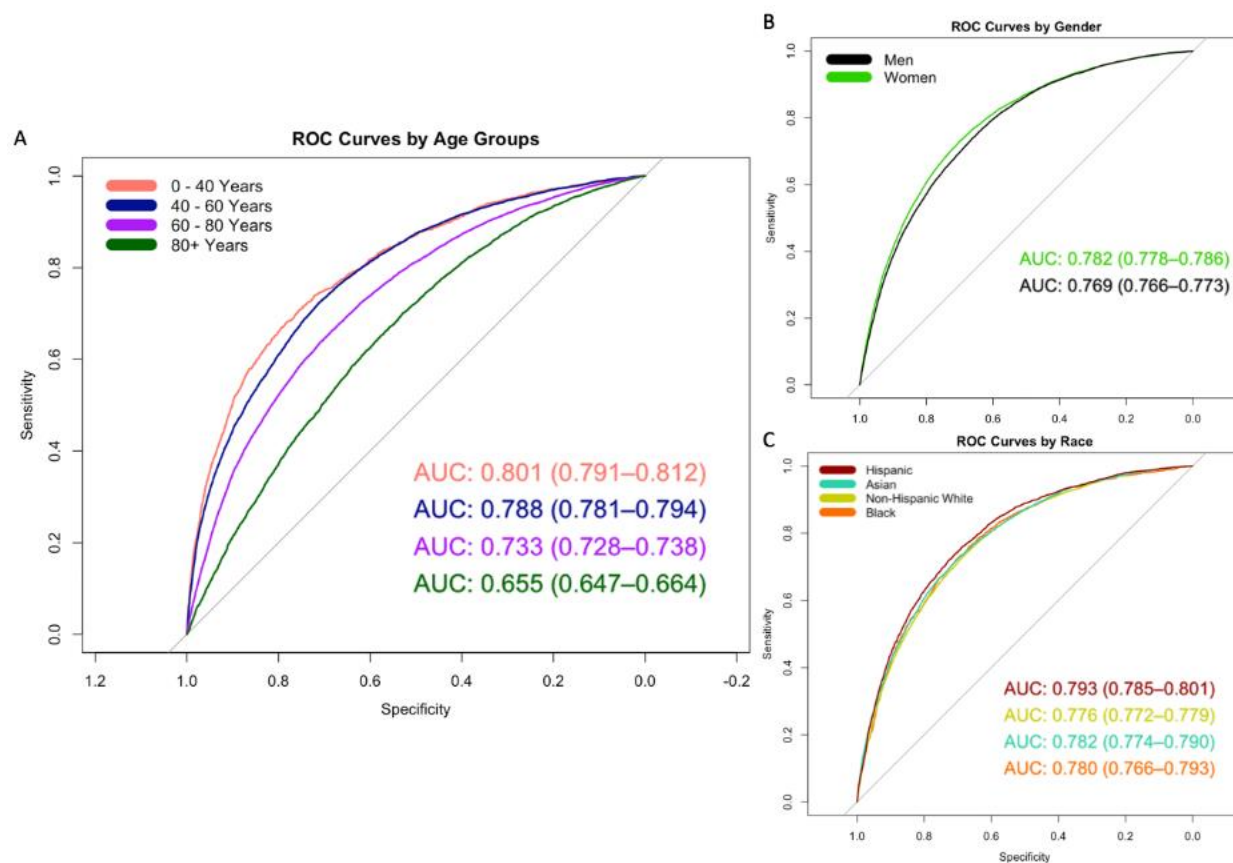 A
ROC Curves by Age Groups
0 - 40 Years
40 - 60 Years
60 - 80 Years
80+ Years
AUC: 0.801 (0.791–0.812)
AUC: 0.788 (0.781–0.794)
AUC: 0.733 (0.728–0.738)
AUC: 0.655 (0.647–0.664)
Sensitivity
1.0
0.8
0.6
0.4
0.2
0.0
1.2 1.0 0.8 0.6 0.4 0.2 0.0 -0.2
Specificity
B
ROC Curves by Gender
Men
Women
AUC: 0.782 (0.778–0.786)
AUC: 0.769 (0.766–0.773)
Sensitivity
1.0
0.8
0.6
0.4
0.2
0.0
1.0 0.8 0.6 0.4 0.2 0.0
C
ROC Curves by Race
Hispanic
Asian
Non-Hispanic White
Black
AUC: 0.793 (0.785–0.801)
AUC: 0.776 (0.772–0.779)
AUC: 0.782 (0.774–0.790)
AUC: 0.780 (0.766–0.793)
Sensitivity
1.0
0.8
0.6
0.4
0.2
0.0
1.0 0.8 0.6 0.4 0.2 0.0
Specificity